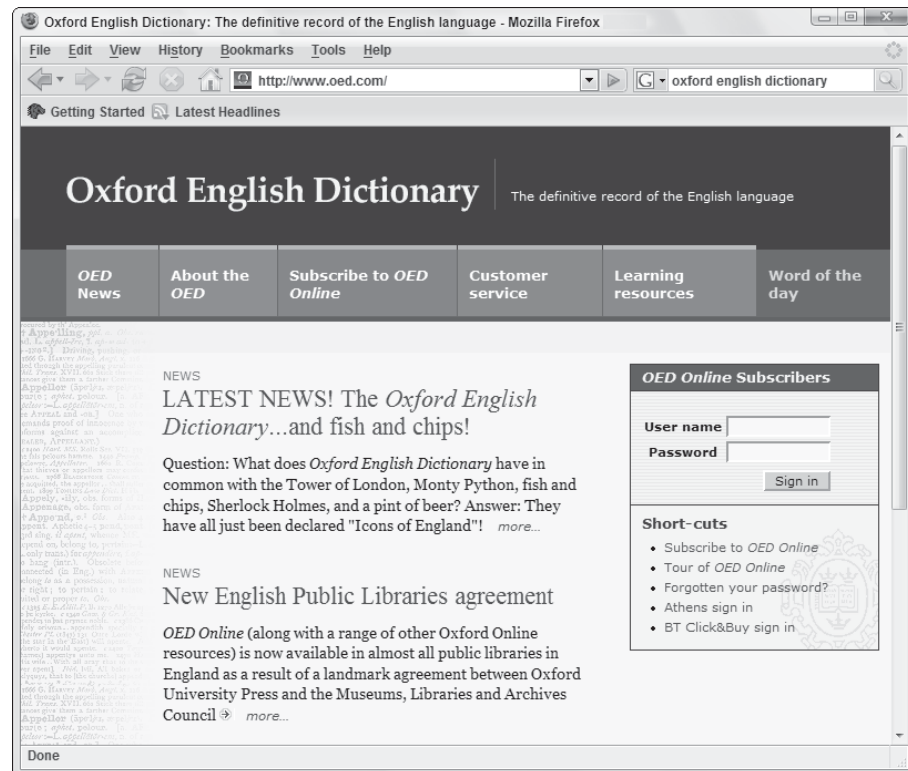 Oxford English Dictionary: The definitive record of the English language - Mozilla Firefox
File Edit View History Bookmarks Tools Help
http://www.oed.com/ G oxford english dictionary
Getting Started Latest Headlines
Oxford English Dictionary The definitive record of the English language
OED News
About the OED
Subscribe to OED Online
Customer service
Learning resources
Word of the day
NEWS
LATEST NEWS! The Oxford English
Dictionary...and fish and chips!
Question: What does Oxford English Dictionary have in
common with the Tower of London, Monty Python, fish and
chips, Sherlock Holmes, and a pint of beer? Answer: They
have all just been declared "Icons of England"! more...
NEWS
New English Public Libraries agreement
OED Online (along with a range of other Oxford Online
resources) is now available in almost all public libraries in
England as a result of a landmark agreement between Oxford
University Press and the Museums, Libraries and Archives
Council more...
OED Online Subscribers
User name
Password
Sign in
Short-cuts
• Subscribe to OED Online
• Tour of OED Online
• Forgotten your password?
• Athens sign in
• BT Click&Buy sign in
Done